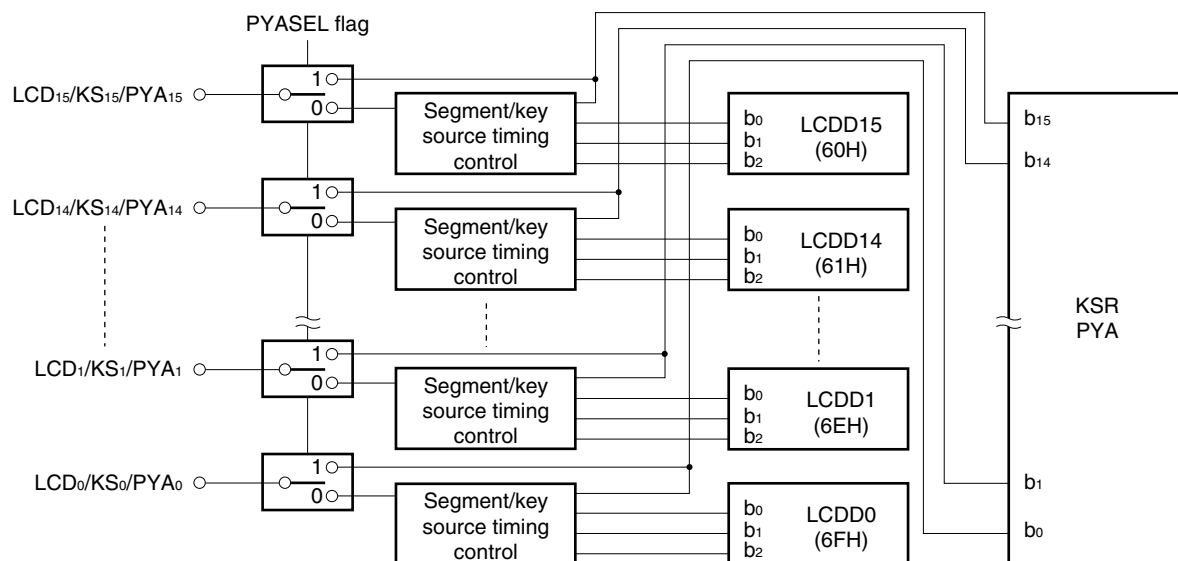 PYASEL flag
LCD15/KS15/PYA15
1
0
Segment/key
source timing
control
b0
b1
b2
LCDD15
(60H)
b15
b14
LCD14/KS14/PYA14
1
0
Segment/key
source timing
control
b0
b1
b2
LCDD14
(61H)
KSR
PYA
LCD1/KS1/PYA1
1
0
Segment/key
source timing
control
b0
b1
b2
LCDD1
(6EH)
b1
LCD0/KS0/PYA0
1
0
Segment/key
source timing
control
b0
b1
b2
LCDD0
(6FH)
b0